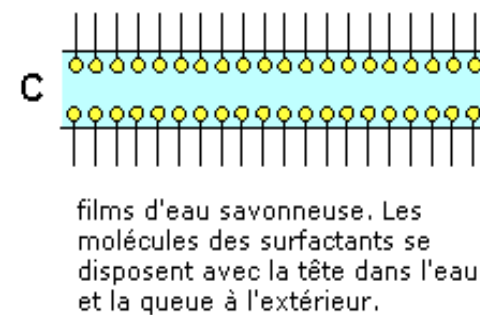 C
films d'eau savonneuse. Les
molécules des surfactants se
disposent avec la tête dans l'eau
et la queue à l'extérieur.